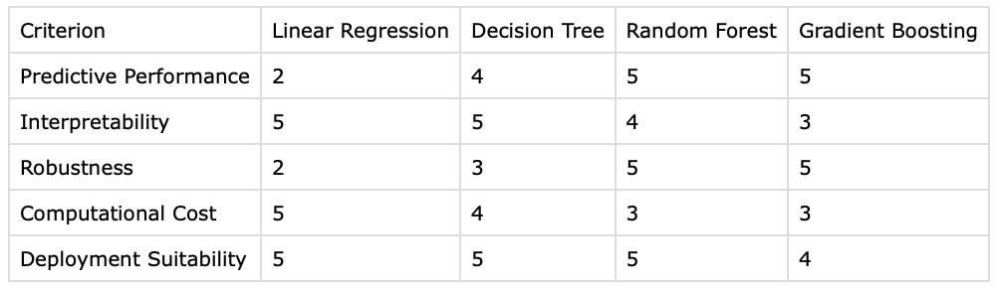 Criterion Linear Regression Decision Tree Random Forest Gradient Boosting
Predictive Performance 2 4 5 5
Interpretability 5 5 4 3
Robustness 2 3 5 5
Computational Cost 5 4 3 3
Deployment Suitability 5 5 5 4